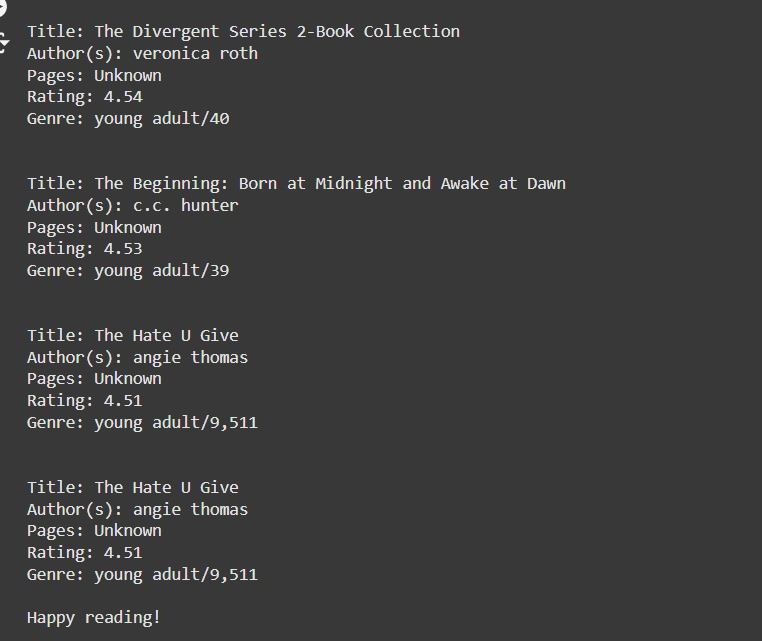 Title: The Divergent Series 2-Book Collection
Author(s): veronica roth
Pages: Unknown
Rating: 4.54
Genre: young adult/40
Title: The Beginning: Born at Midnight and Awake at Dawn
Author(s): c.c. hunter
Pages: Unknown
Rating: 4.53
Genre: young adult/39
Title: The Hate U Give
Author(s): angie thomas
Pages: Unknown
Rating: 4.51
Genre: young adult/9,511
Title: The Hate U Give
Author(s): angie thomas
Pages: Unknown
Rating: 4.51
Genre: young adult/9,511
Happy reading!